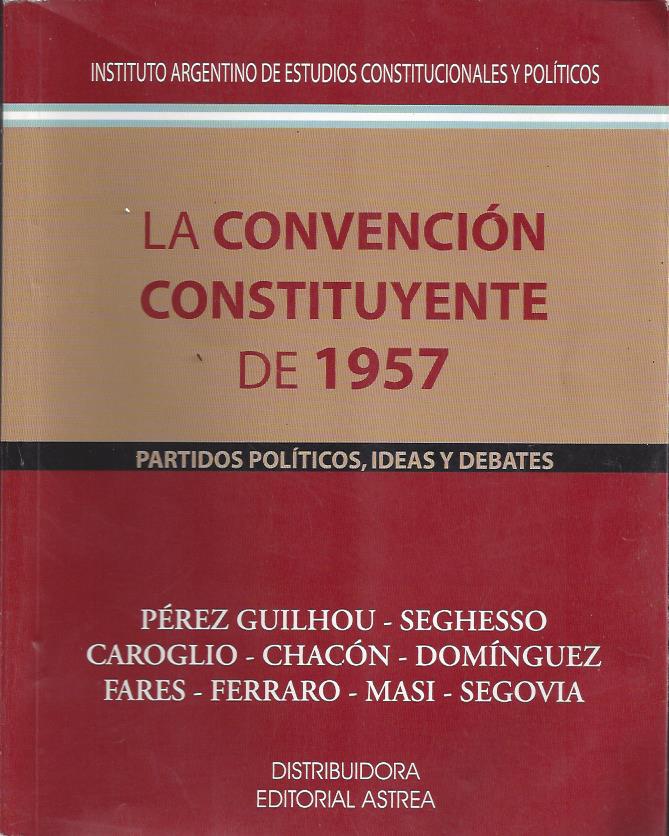 INSTITUTO ARGENTINO DE ESTUDIOS CONSTITUCIONALES Y POLÍTICOS
LA CONVENCIÓN
CONSTITUYENTE
DE 1957
PARTIDOS POLÍTICOS, IDEAS Y DEBATES
PÉREZ GUILHOU - SEGHESSO
CAROGLIO - CHACÓN - DOMÍNGUEZ
FARES - FERRARO - MASI - SEGOVIA
DISTRIBUIDORA
EDITORIAL ASTREA